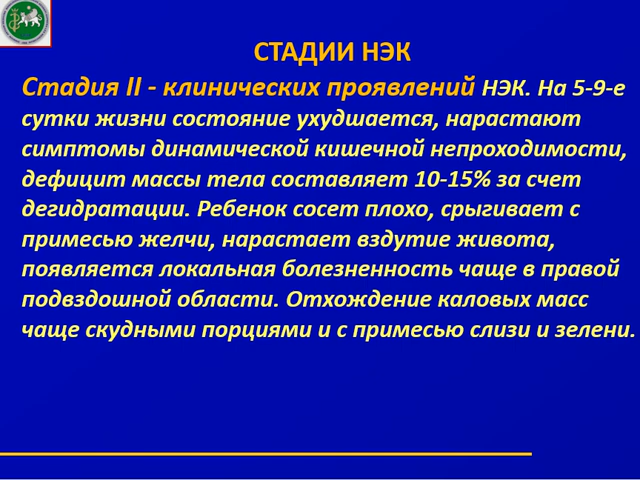 СТАДИИ НЭК
Стадия II - клинических проявлений НЭК. На 5-9-е
сутки жизни состояние ухудшается, нарастают
симптомы динамической кишечной непроходимости,
дефицит массы тела составляет 10-15% за счет
дегидратации. Ребенок сосет плохо, срыгивает с
примесью желчи, нарастает вздутие живота,
появляется локальная болезненность чаще в правой
подвздошной области. Отхождение каловых масс
чаще скудными порциями и с примесью слизи и зелени.